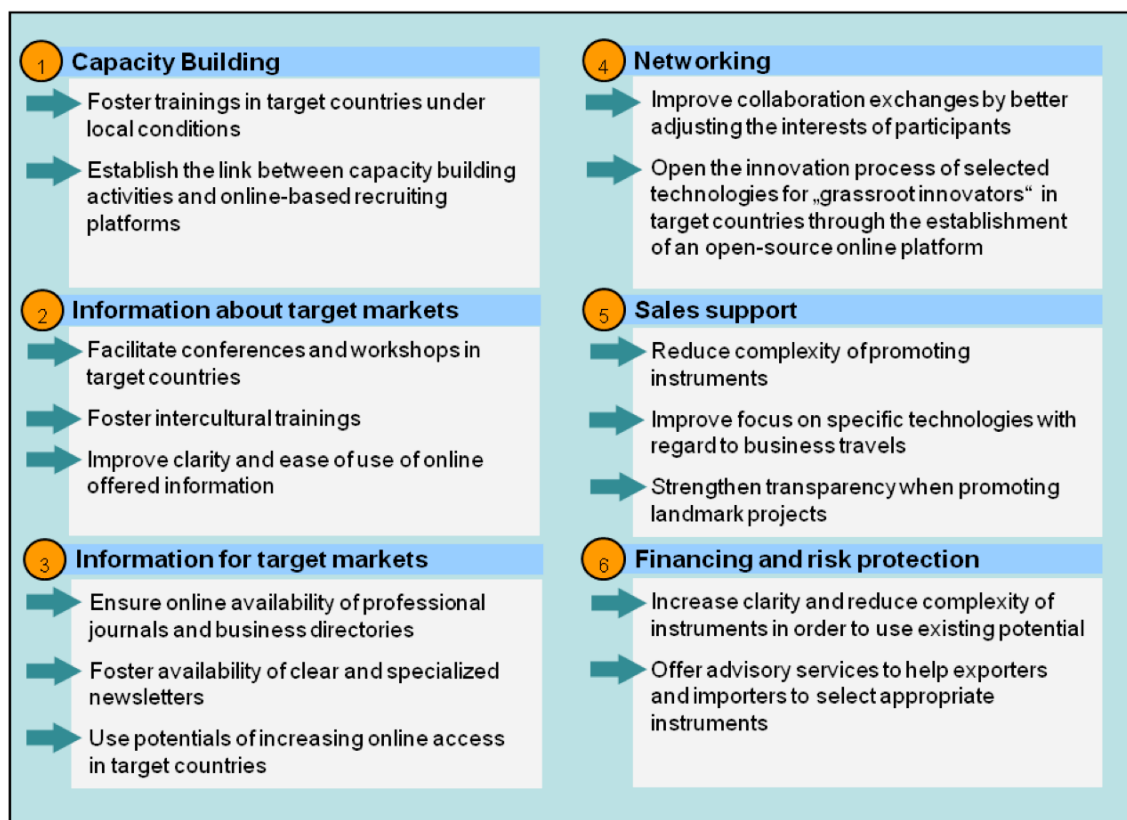 1 Capacity Building
Foster trainings in target countries under
local conditions
Establish the link between capacity building
activities and online-based recruiting
platforms
2 Information about target markets
Facilitate conferences and workshops in
target countries
Foster intercultural trainings
Improve clarity and ease of use of online
offered information
3 Information for target markets
Ensure online availability of professional
journals and business directories
Foster availability of clear and specialized
newsletters
Use potentials of increasing online access
in target countries
4 Networking
Improve collaboration exchanges by better
adjusting the interests of participants
Open the innovation process of selected
technologies for „grassroot innovators“ in
target countries through the establishment
of an open-source online platform
5 Sales support
Reduce complexity of promoting
instruments
Improve focus on specific technologies with
regard to business travels
Strengthen transparency when promoting
landmark projects
6 Financing and risk protection
Increase clarity and reduce complexity of
instruments in order to use existing potential
Offer advisory services to help exporters
and importers to select appropriate
instruments